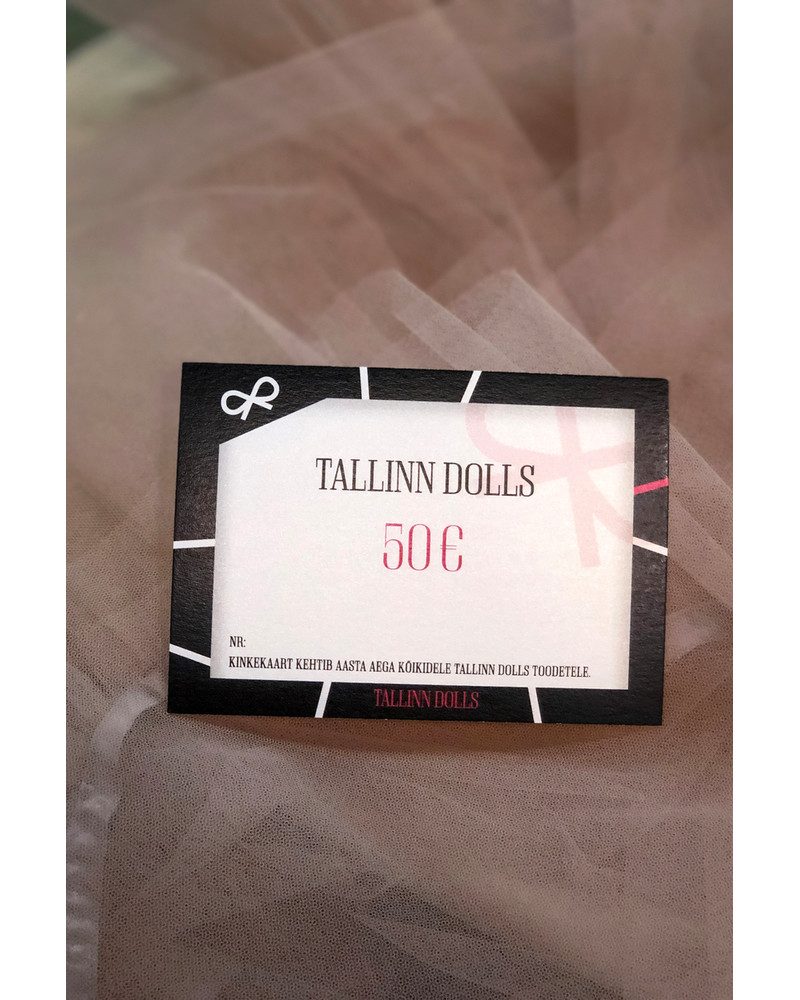 TALLINN DOLLS
50 €
NR:
KINKEKAART KEHTIB AASTA AEGA KÕIKIDELE TALLINN DOLLS TOODETELE.
TALLINN DOLLS